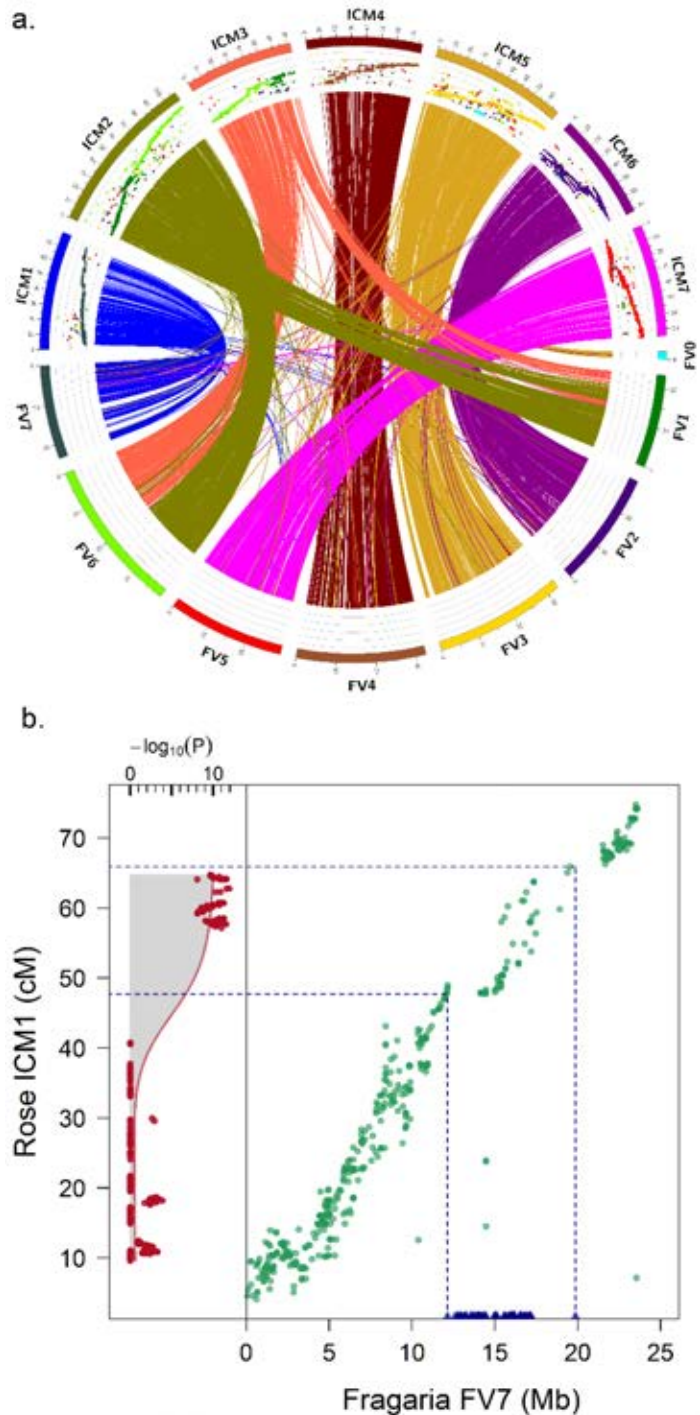 a.
ICM4
ICM3
ICM5
ICM2
ICM6
ICM1
ICM7
FV0
FV7
FV1
FV6
FV2
FV5
FV3
FV4
b.
−log10(P)
0 10
70
60
50
40
30
20
10
Rose ICM1 (cM)
0 5 10 15 20 25
Fragaria FV7 (Mb)